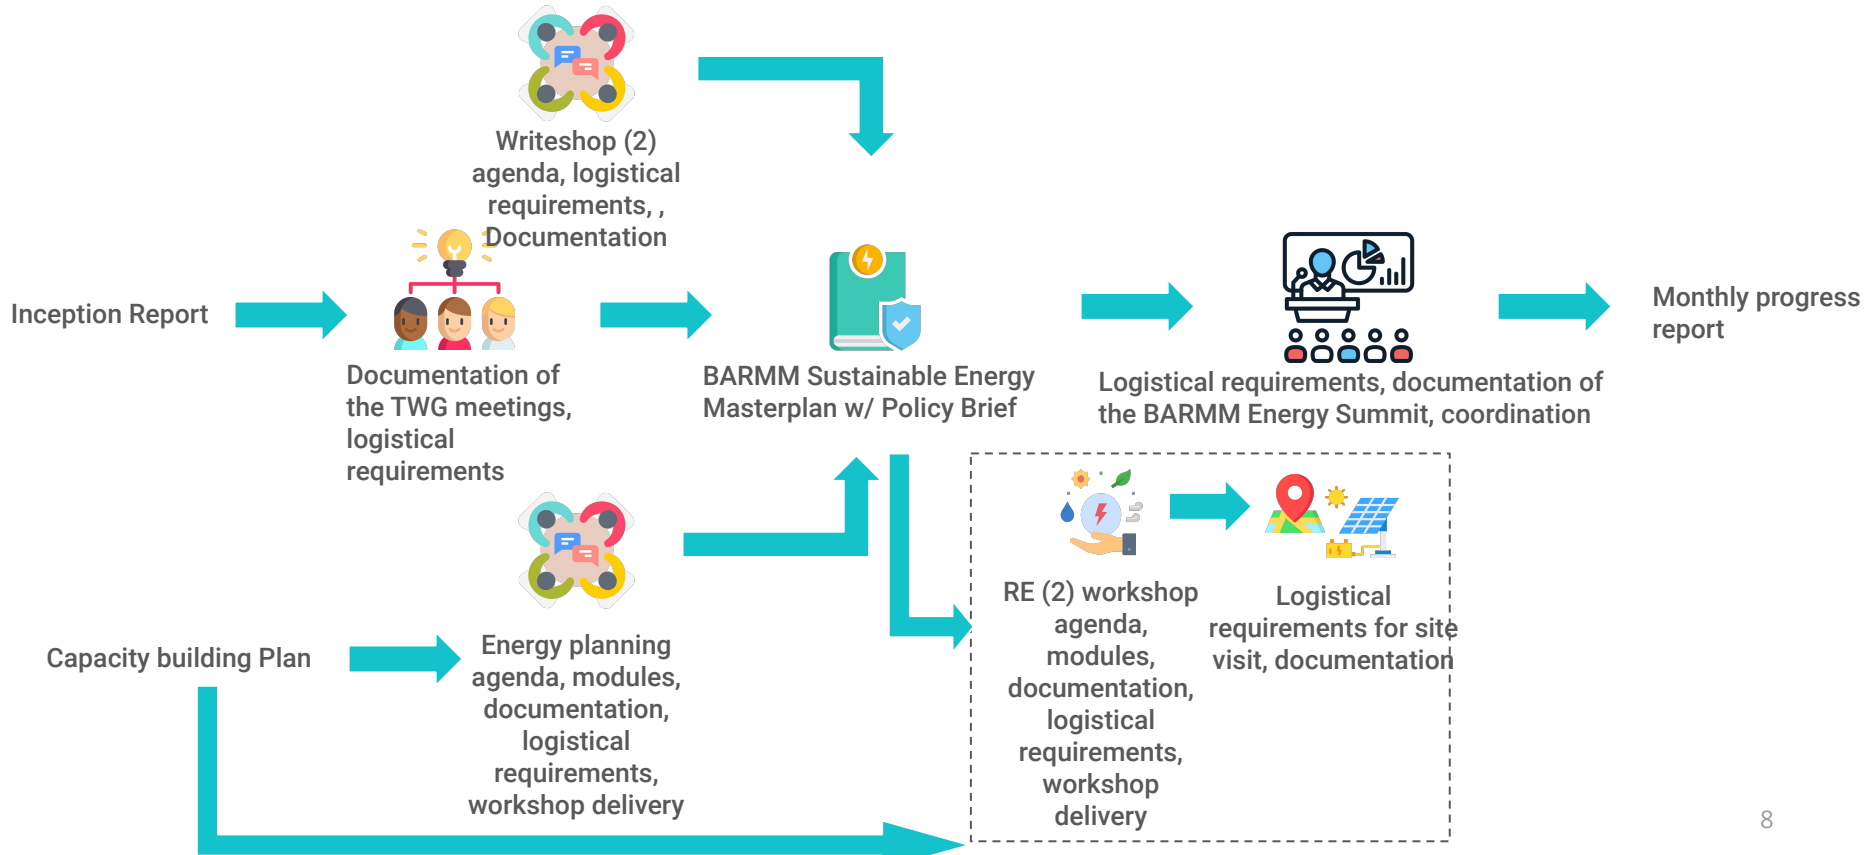 Writeshop (2)
agenda, logistical
requirements, ,
Documentation
Inception Report
Documentation of
the TWG meetings,
logistical
requirements
BARMM Sustainable Energy
Masterplan w/ Policy Brief
Logistical requirements, documentation of
the BARMM Energy Summit, coordination
Monthly progress
report
Capacity building Plan
Energy planning
agenda, modules,
documentation,
logistical
requirements,
workshop delivery
RE (2) workshop
agenda,
modules,
documentation,
logistical
requirements,
workshop
delivery
Logistical
requirements for site
visit, documentation
8